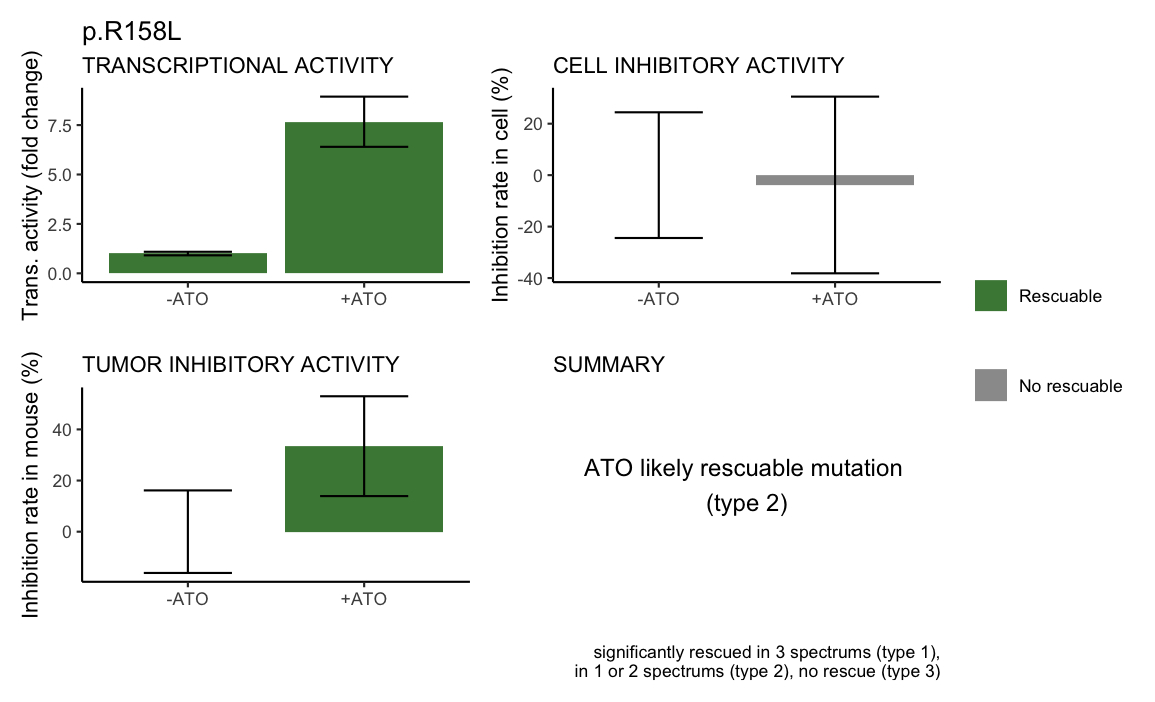 p.R158L
TRANSCRIPTIONAL ACTIVITY
Trans. activity (fold change)
7.5
5.0
2.5
0.0
-ATO
+ATO
CELL INHIBITORY ACTIVITY
Inhibition rate in cell (%)
20
0
-20
-40
-ATO
+ATO
Rescuable
No rescuable
TUMOR INHIBITORY ACTIVITY
Inhibition rate in mouse (%)
40
20
0
-ATO
+ATO
SUMMARY
ATO likely rescuable mutation
(type 2)
significantly rescued in 3 spectrums (type 1),
in 1 or 2 spectrums (type 2), no rescue (type 3)